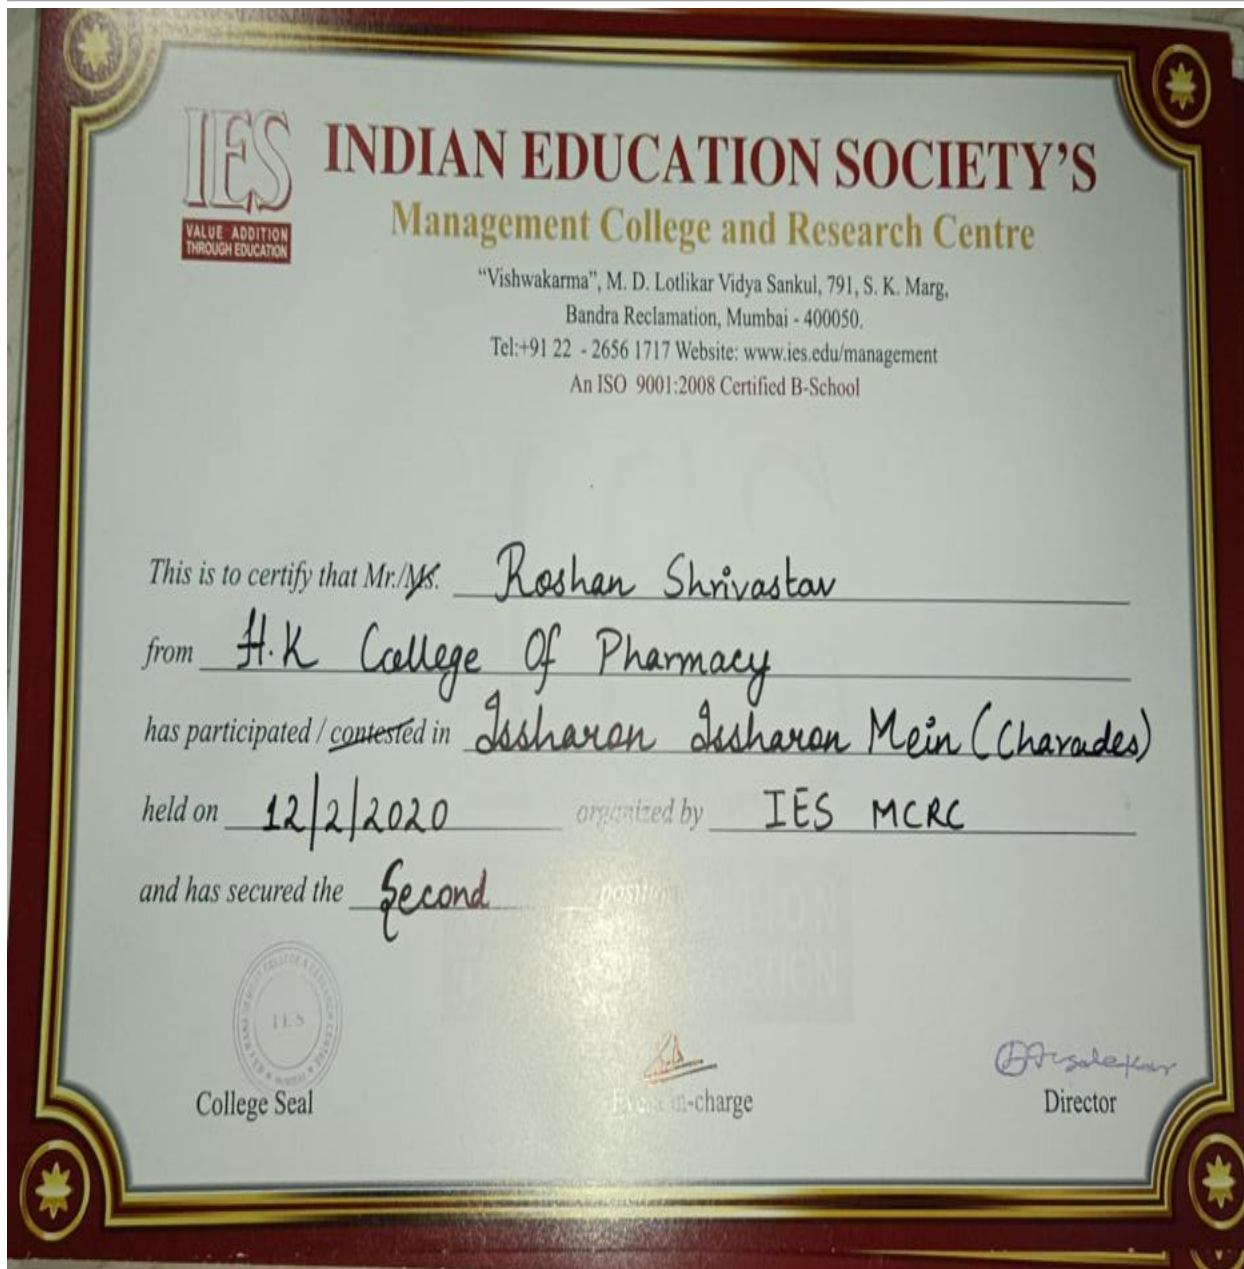 IES
VALUE ADDITION
THROUGH EDUCATION
INDIAN EDUCATION SOCIETY'S
Management College and Research Centre
“Vishwakarma”, M. D. Lotlikar Vidya Sankul, 791, S. K. Marg,
Bandra Reclamation, Mumbai - 400050.
Tel:+91 22 - 2656 1717 Website: www.ies.edu/management
An ISO 9001:2008 Certified B-School
This is to certify that Mr./Ms. Roshan Shrivastav
from H.K College Of Pharmacy
has participated / contested in Issharon Issharon Mein (Charades)
held on 12/2/2020 organized by IES MCRC
and has secured the Second position
IES
College Seal
Event in-charge
Director